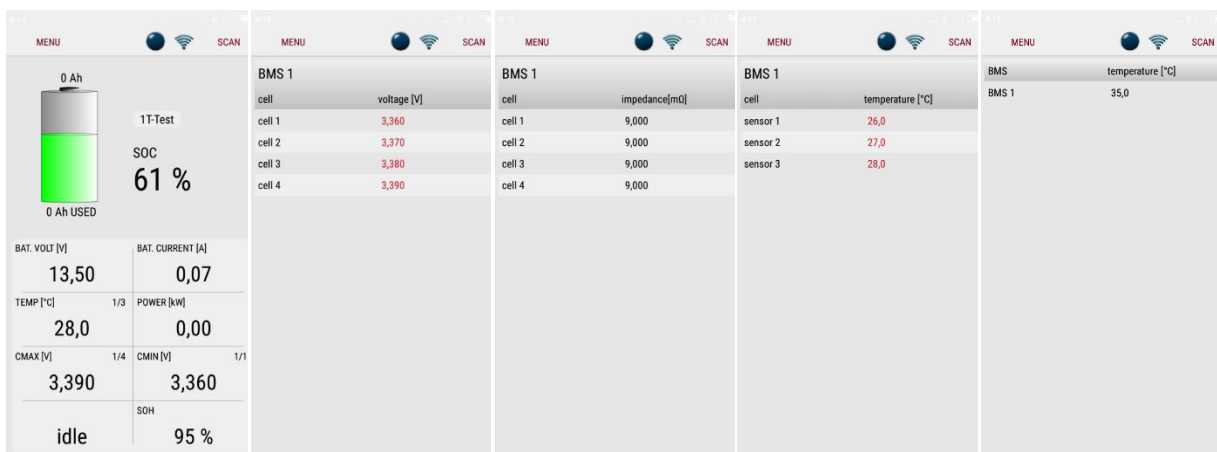 MENU SCAN
0 Ah
1T-Test
SOC
61 %
0 Ah USED
BAT. VOLT [V] BAT. CURRENT [A]
13,50 0,07
TEMP [°C] 1/3 POWER [kW]
28,0 0,00
CMAX [V] 1/4 CMIN [V] 1/1
3,390 3,360
SOH
idle 95 %
MENU SCAN
BMS 1
cell voltage [V]
cell 1 3,360
cell 2 3,370
cell 3 3,380
cell 4 3,390
MENU SCAN
BMS 1
cell impedance[mΩ]
cell 1 9,000
cell 2 9,000
cell 3 9,000
cell 4 9,000
MENU SCAN
BMS 1
cell temperature [°C]
sensor 1 26,0
sensor 2 27,0
sensor 3 28,0
MENU SCAN
BMS temperature [°C]
BMS 1 35,0